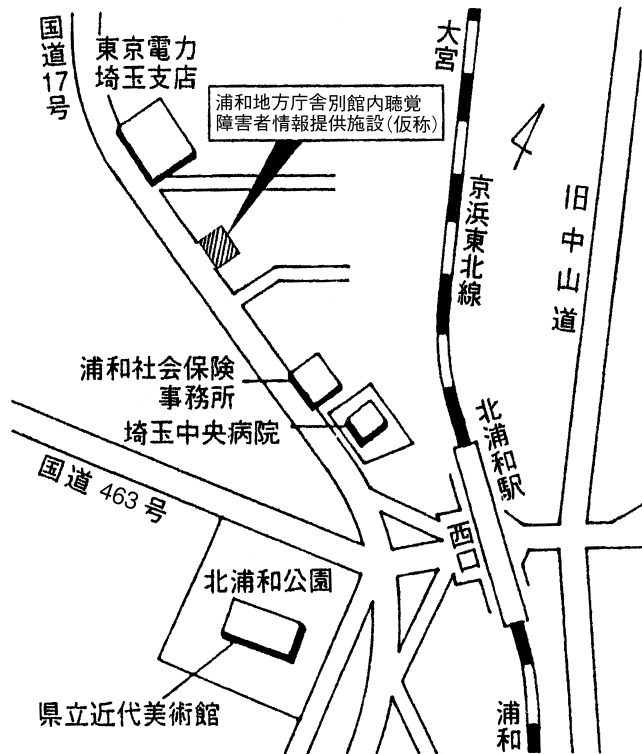 国道17号
東京電力
埼玉支店
浦和地方庁舎別館内聴覚
障害者情報提供施設(仮称)
大宮
京浜東北線
旧中山道
浦和社会保険
事務所
埼玉中央病院
北浦和駅
国道463号
西口
北浦和公園
県立近代美術館
浦和